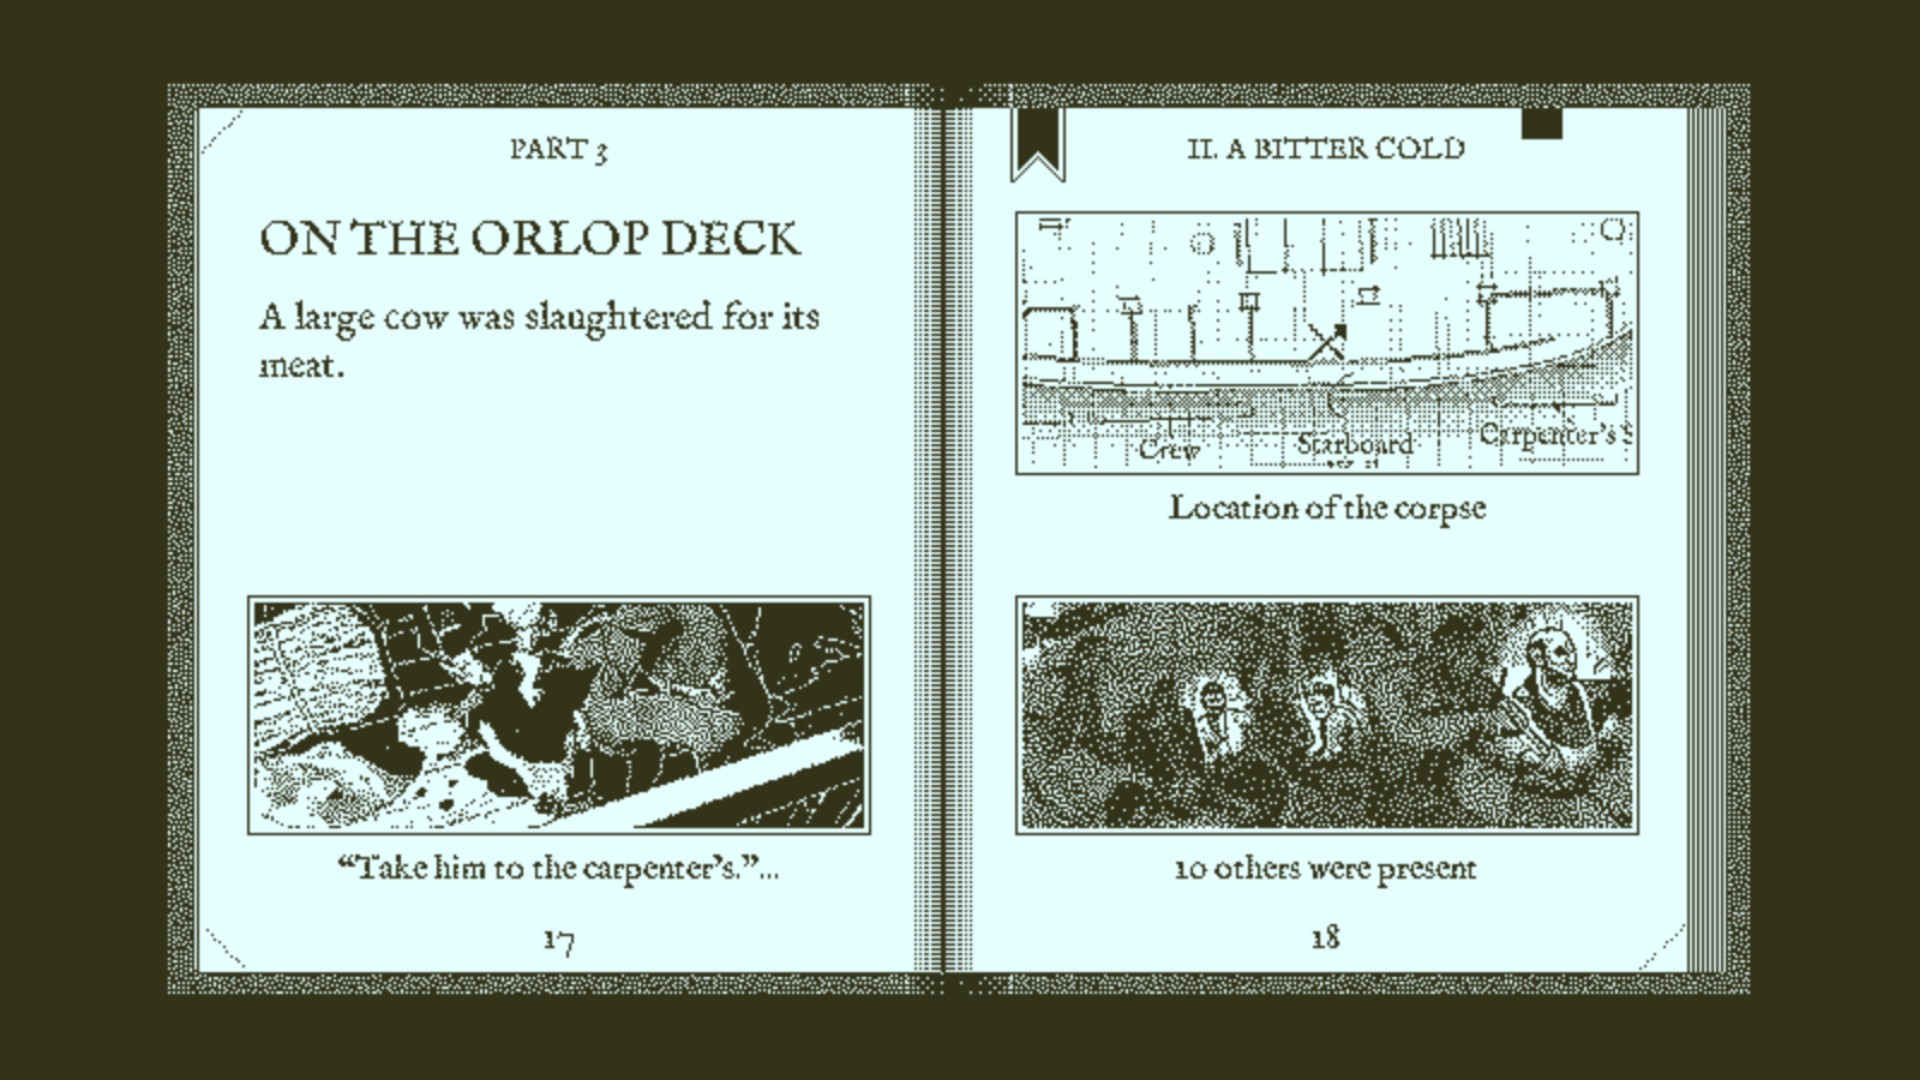 PART 3
ON THE ORLOP DECK
A large cow was slaughtered for its
meat.
“Take him to the carpenter’s.”...
17
II. A BITTER COLD
Crew
Starboard
Carpenter’s S
Location of the corpse
10 others were present
18